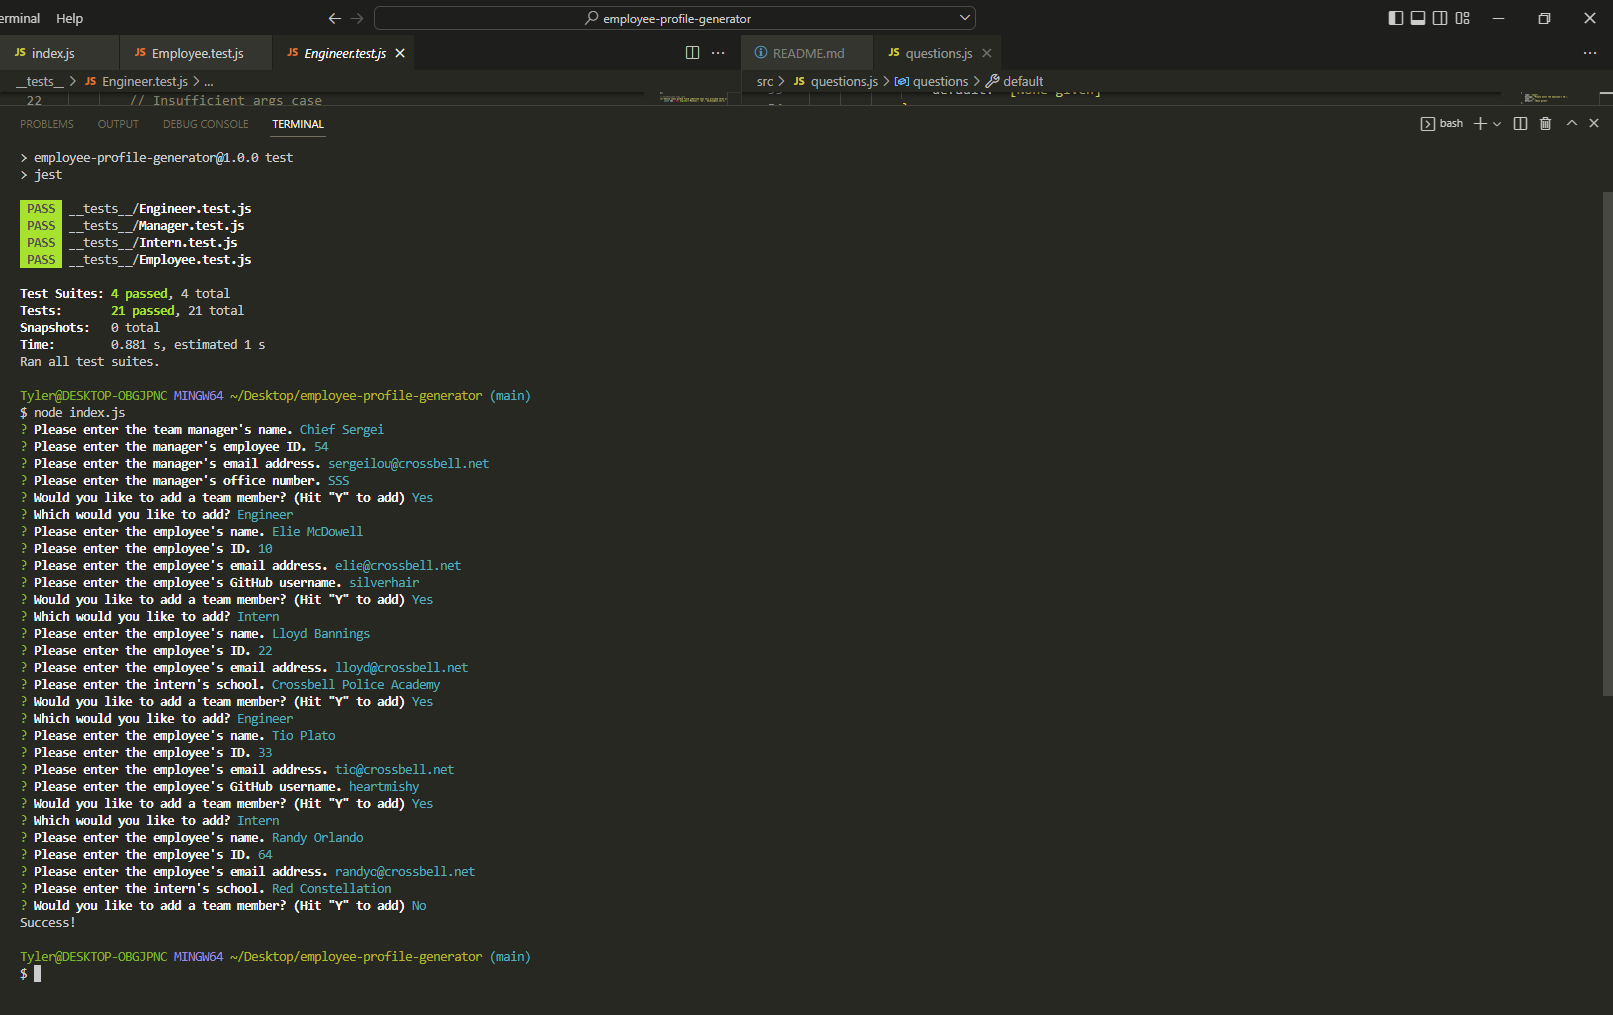 erminal Help
employee-profile-generator
JS index.js
JS Employee.test.js
JS Engineer.test.js
README.md
JS questions.js
__tests__ > JS Engineer.test.js > ...
src > JS questions.js > questions > default
22 // Insufficient args case
PROBLEMS OUTPUT DEBUG CONSOLE TERMINAL
bash
> employee-profile-generator@1.0.0 test
> jest
PASS __tests__/Engineer.test.js
PASS __tests__/Manager.test.js
PASS __tests__/Intern.test.js
PASS __tests__/Employee.test.js
Test Suites: 4 passed, 4 total
Tests: 21 passed, 21 total
Snapshots: 0 total
Time: 0.881 s, estimated 1 s
Ran all test suites.
Tyler@DESKTOP-OBGJPNC MINGW64 ~/Desktop/employee-profile-generator (main)
$ node index.js
? Please enter the team manager's name. Chief Sergei
? Please enter the manager's employee ID. 54
? Please enter the manager's email address. sergeilou@crossbell.net
? Please enter the manager's office number. SSS
? Would you like to add a team member? (Hit "Y" to add) Yes
? Which would you like to add? Engineer
? Please enter the employee's name. Elie McDowell
? Please enter the employee's ID. 10
? Please enter the employee's email address. elie@crossbell.net
? Please enter the employee's GitHub username. silverhair
? Would you like to add a team member? (Hit "Y" to add) Yes
? Which would you like to add? Intern
? Please enter the employee's name. Lloyd Bannings
? Please enter the employee's ID. 22
? Please enter the employee's email address. lloyd@crossbell.net
? Please enter the intern's school. Crossbell Police Academy
? Would you like to add a team member? (Hit "Y" to add) Yes
? Which would you like to add? Engineer
? Please enter the employee's name. Tio Plato
? Please enter the employee's ID. 33
? Please enter the employee's email address. tio@crossbell.net
? Please enter the employee's GitHub username. heartmishy
? Would you like to add a team member? (Hit "Y" to add) Yes
? Which would you like to add? Intern
? Please enter the employee's name. Randy Orlando
? Please enter the employee's ID. 64
? Please enter the employee's email address. randyo@crossbell.net
? Please enter the intern's school. Red Constellation
? Would you like to add a team member? (Hit "Y" to add) No
Success!
Tyler@DESKTOP-OBGJPNC MINGW64 ~/Desktop/employee-profile-generator (main)
$